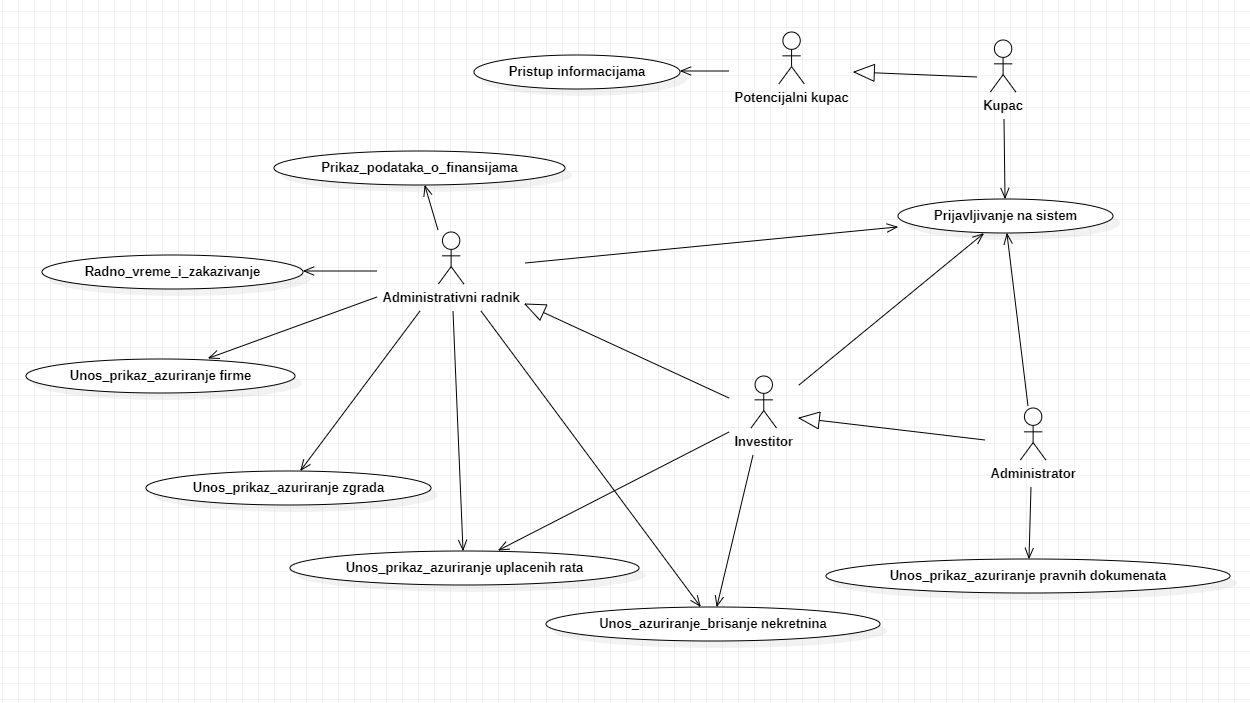 Pristup informacijama
Potencijalni kupac
Kupac
Prikaz_podataka_o_finansijama
Prijavljivanje na sistem
Radno_vreme_i_zakazivanje
Administrativni radnik
Unos_prikaz_azuriranje firme
Investitor
Administrator
Unos_prikaz_azuriranje zgrada
Unos_prikaz_azuriranje uplacenih rata
Unos_prikaz_azuriranje pravnih dokumenata
Unos_azuriranje_brisanje nekretnina